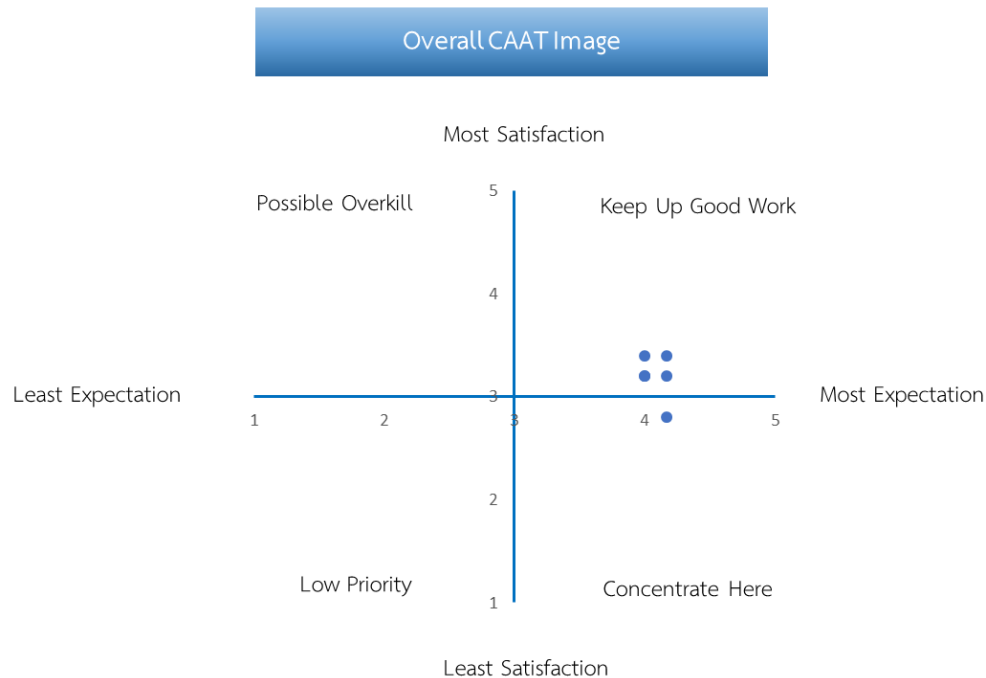 Overall CAAT Image
Most Satisfaction
Possible Overkill
5
Keep Up Good Work
4
Least Expectation
3
Most Expectation
1
2
3
4
5
2
Low Priority
1
Concentrate Here
Least Satisfaction